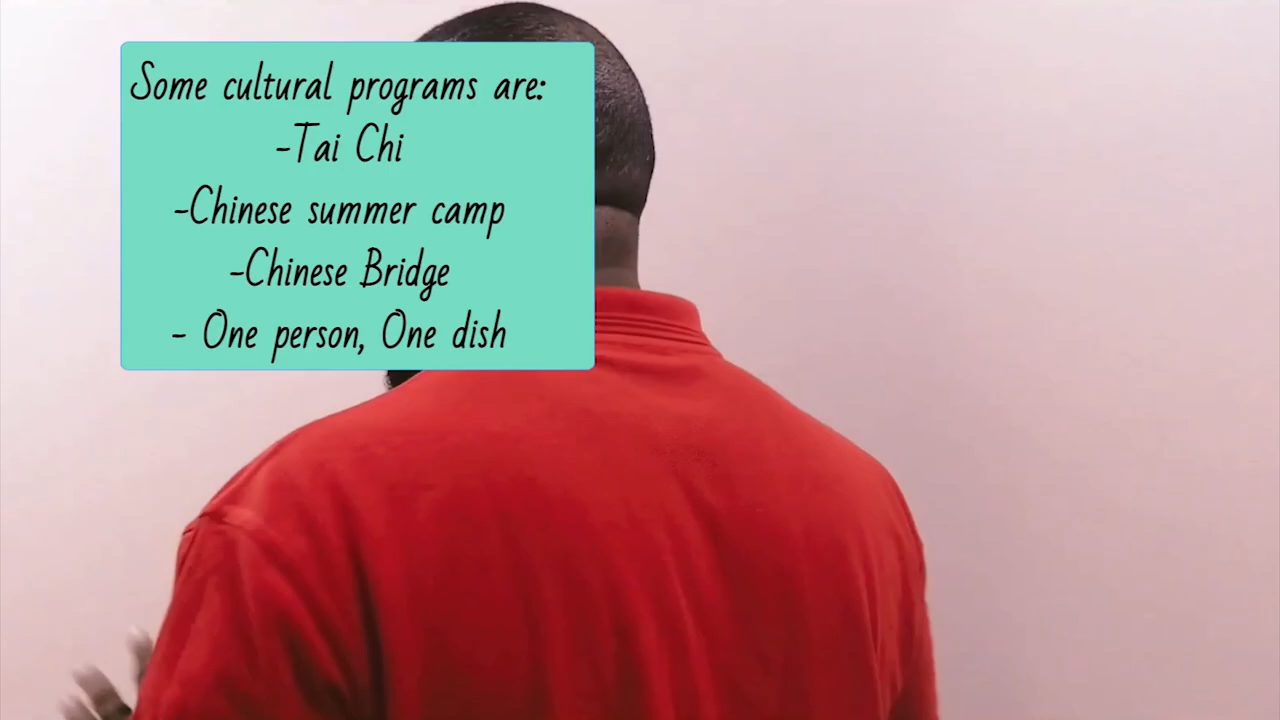 Some cultural programs are:
-Tai Chi
-Chinese summer camp
-Chinese Bridge
- One person, One dish